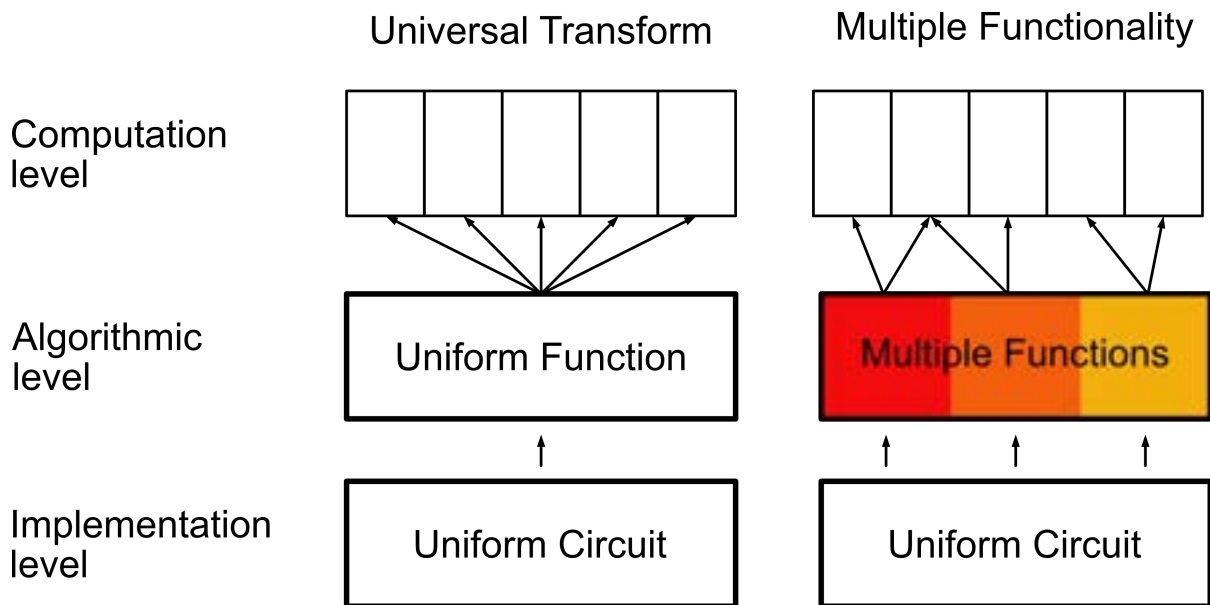 Universal Transform
Multiple Functionality
Computation
level
Algorithmic
level
Uniform Function
Multiple Functions
Implementation
level
Uniform Circuit
Uniform Circuit